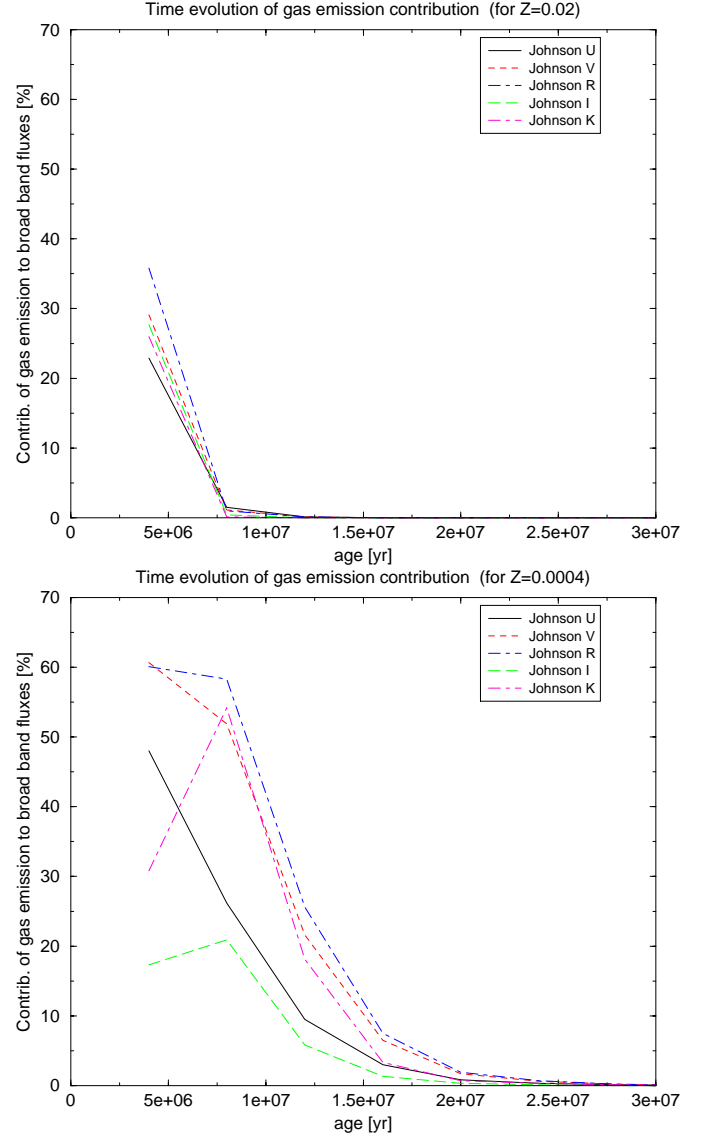 Time evolution of gas emission contribution (for Z=0.02)
70
60
50
40
30
20
10
0
Contrib. of gas emission to broad band fluxes [%]
Johnson U
Johnson V
Johnson R
Johnson I
Johnson K
0 5e+06 1e+07 1.5e+07 2e+07 2.5e+07 3e+07
age [yr]
Time evolution of gas emission contribution (for Z=0.0004)
70
60
50
40
30
20
10
0
Contrib. of gas emission to broad band fluxes [%]
Johnson U
Johnson V
Johnson R
Johnson I
Johnson K
0 5e+06 1e+07 1.5e+07 2e+07 2.5e+07 3e+07
age [yr]